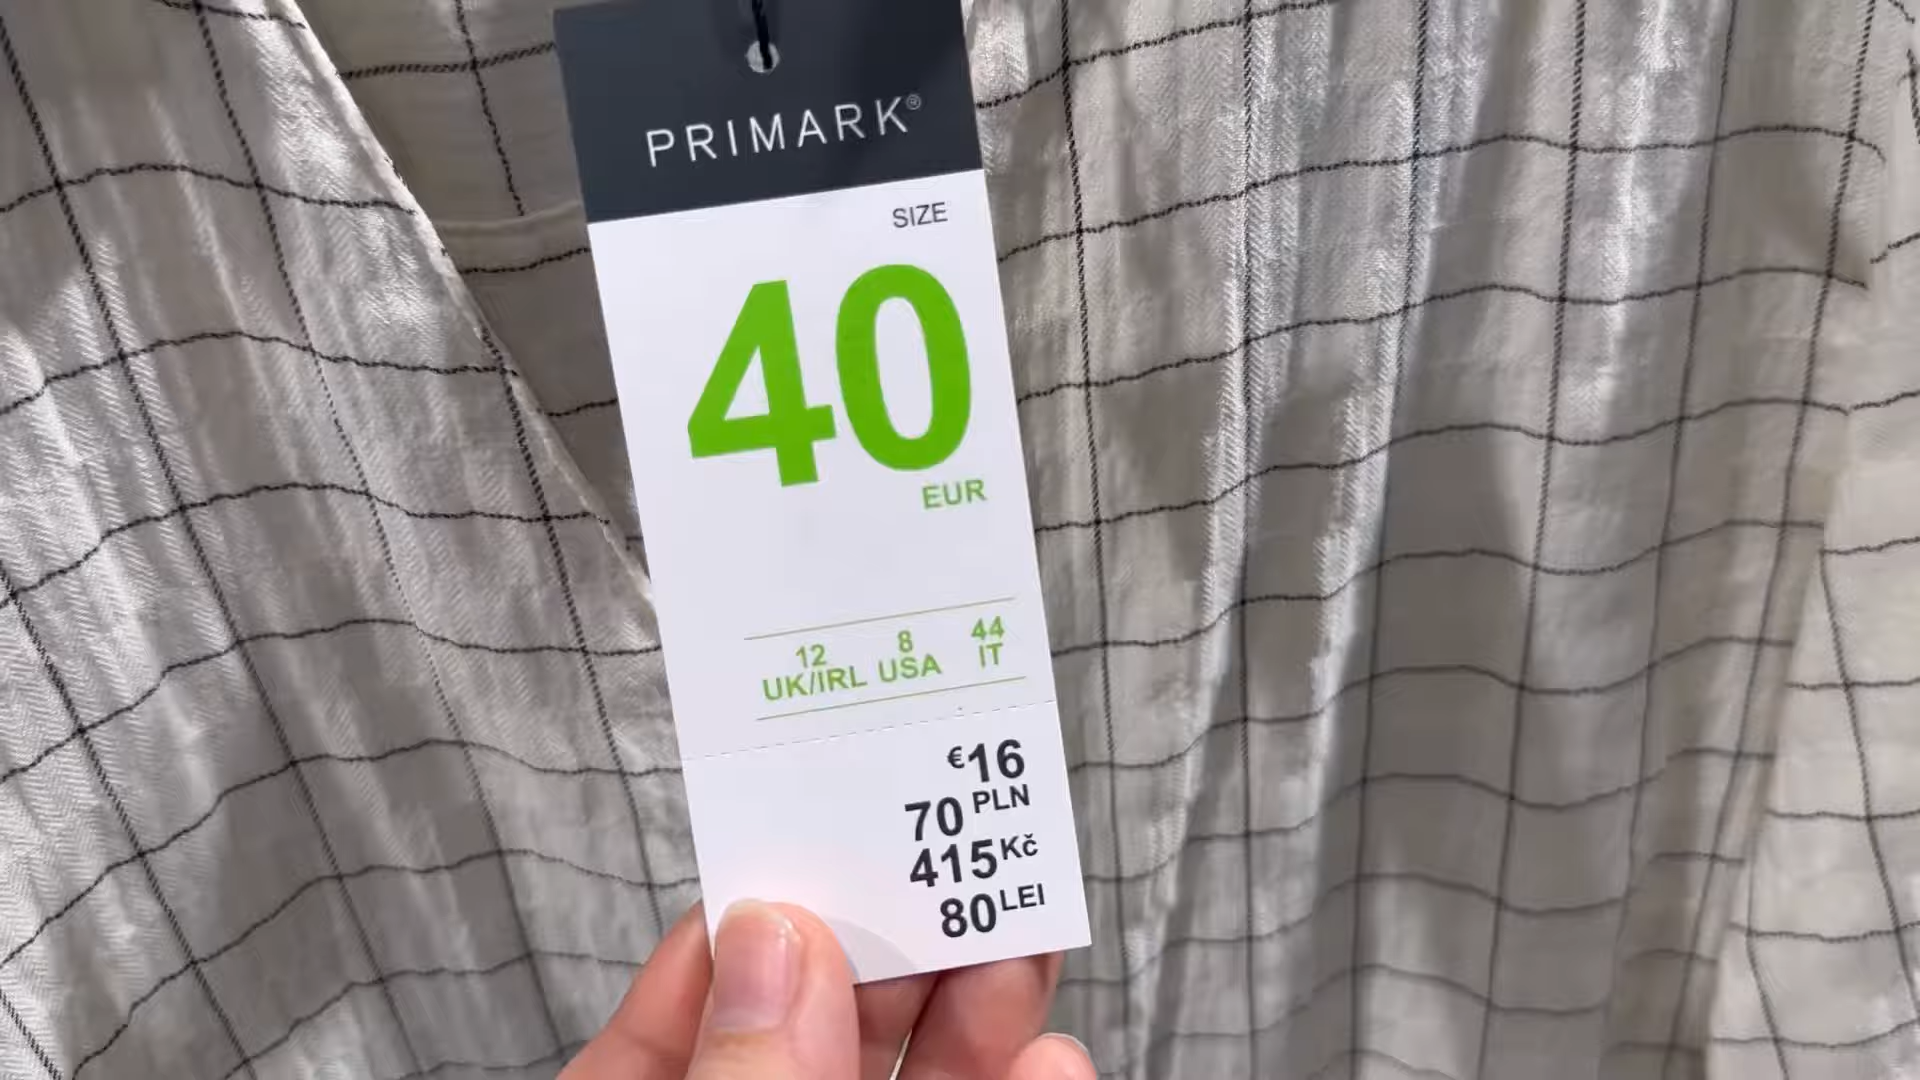 PRIMARK®
SIZE
40
EUR
12 8 44
UK/IRL USA IT
€16
70 PLN
415 Kč
80 LEI